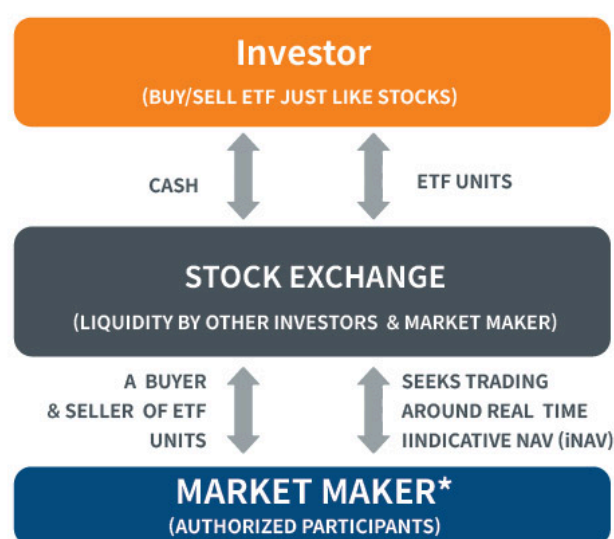 Investor
(BUY/SELL ETF JUST LIKE STOCKS)
CASH
ETF UNITS
STOCK EXCHANGE
(LIQUIDITY BY OTHER INVESTORS & MARKET MAKER)
A BUYER
& SELLER OF ETF
UNITS
SEEKS TRADING
AROUND REAL TIME
IINDICATIVE NAV (iNAV)
MARKET MAKER*
(AUTHORIZED PARTICIPANTS)